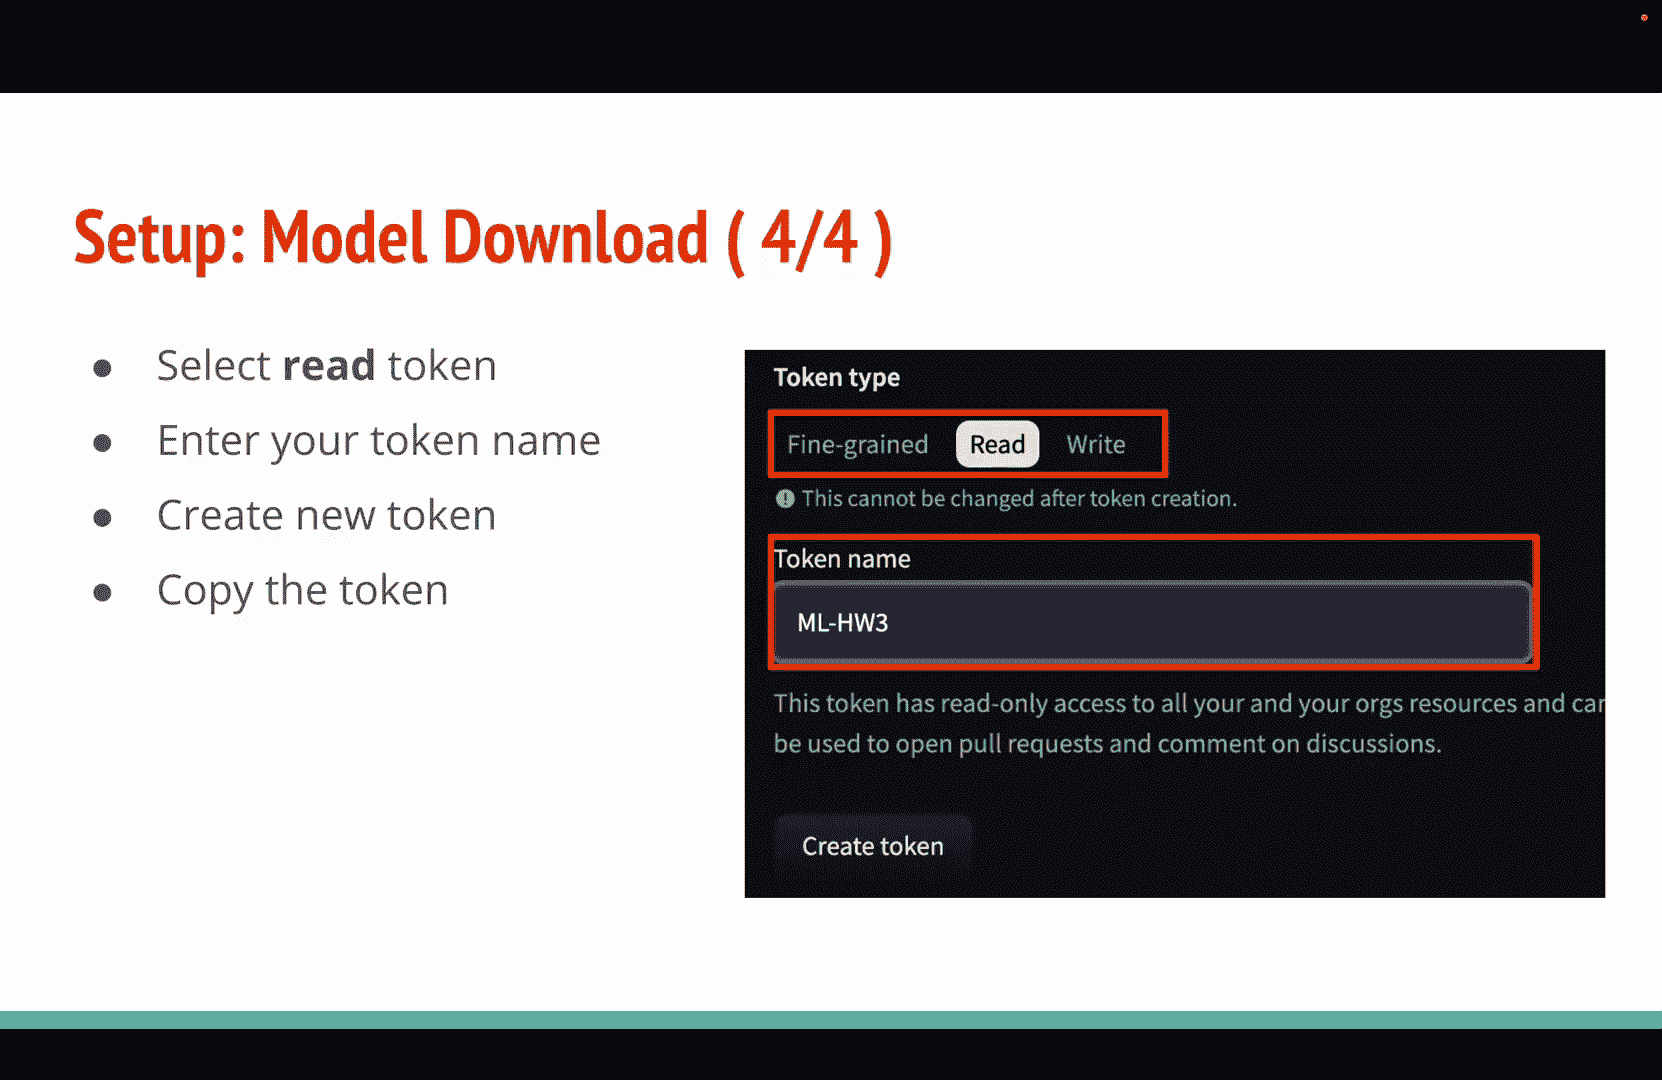 Setup: Model Download ( 4/4 )
● Select read token
● Enter your token name
● Create new token
● Copy the token
Token type
Fine-grained Read Write
This cannot be changed after token creation.
Token name
ML-HW3
This token has read-only access to all your and your orgs resources and can
be used to open pull requests and comment on discussions.
Create token